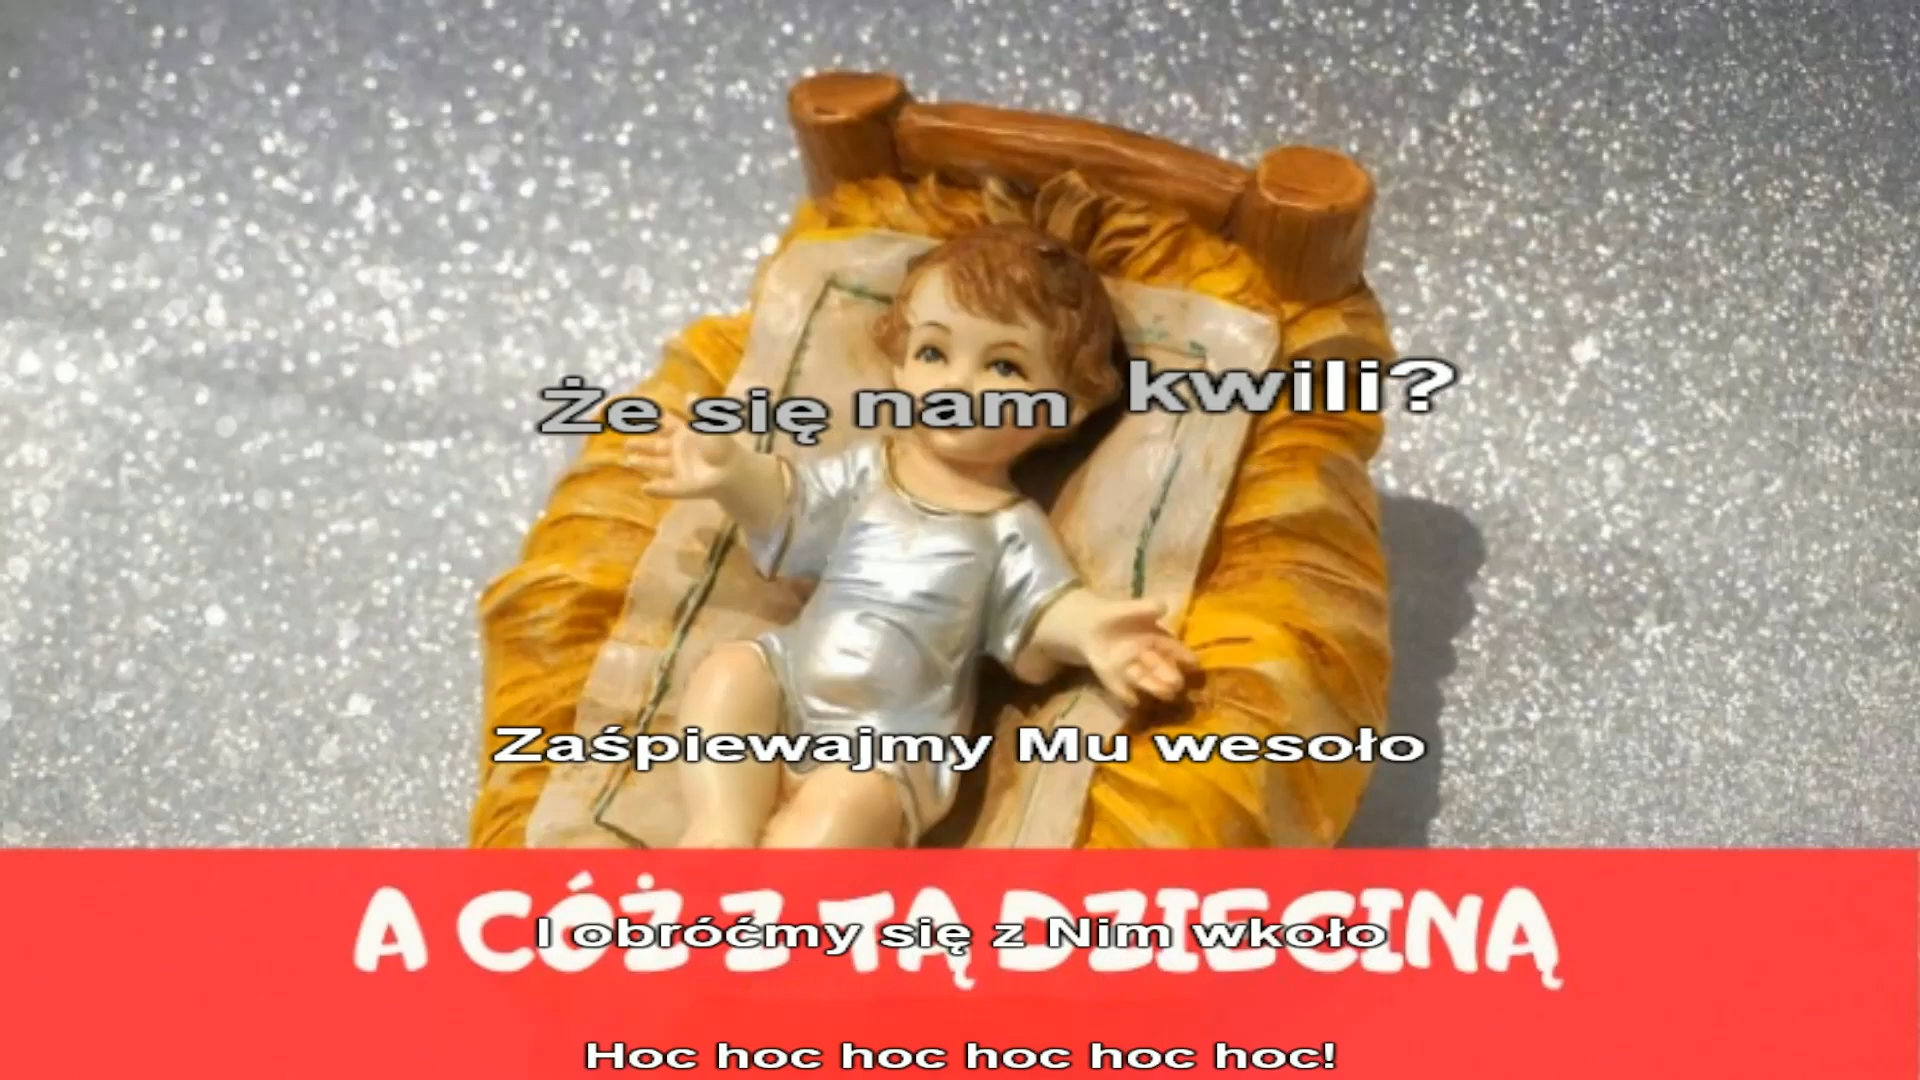 Że się nam kwili?
Zaśpiewajmy Mu wesoło
A CÓŻ Z TĄ DZIECINĄ
I obróćmy się z Nim wkoło
Hoc hoc hoc hoc hoc hoc!